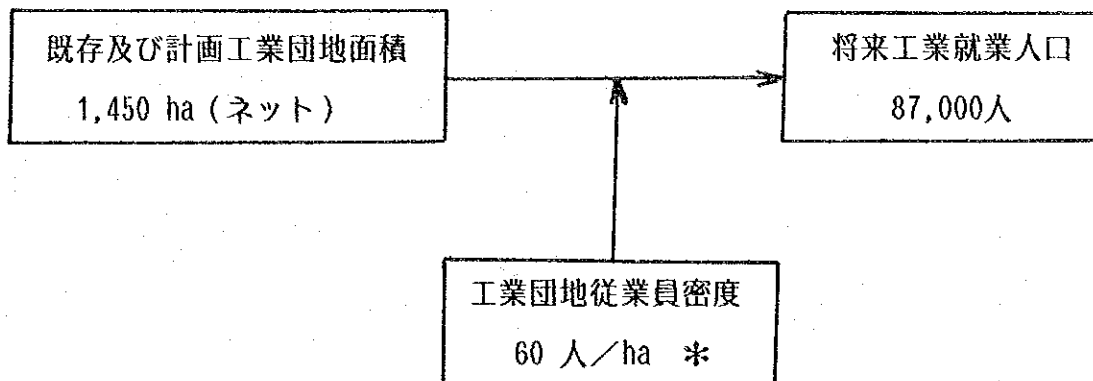 既存及び計画工業団地面積
1,450 ha (ネット)
将来工業就業人口
87,000人
工業団地従業員密度
60 人／ha ＊